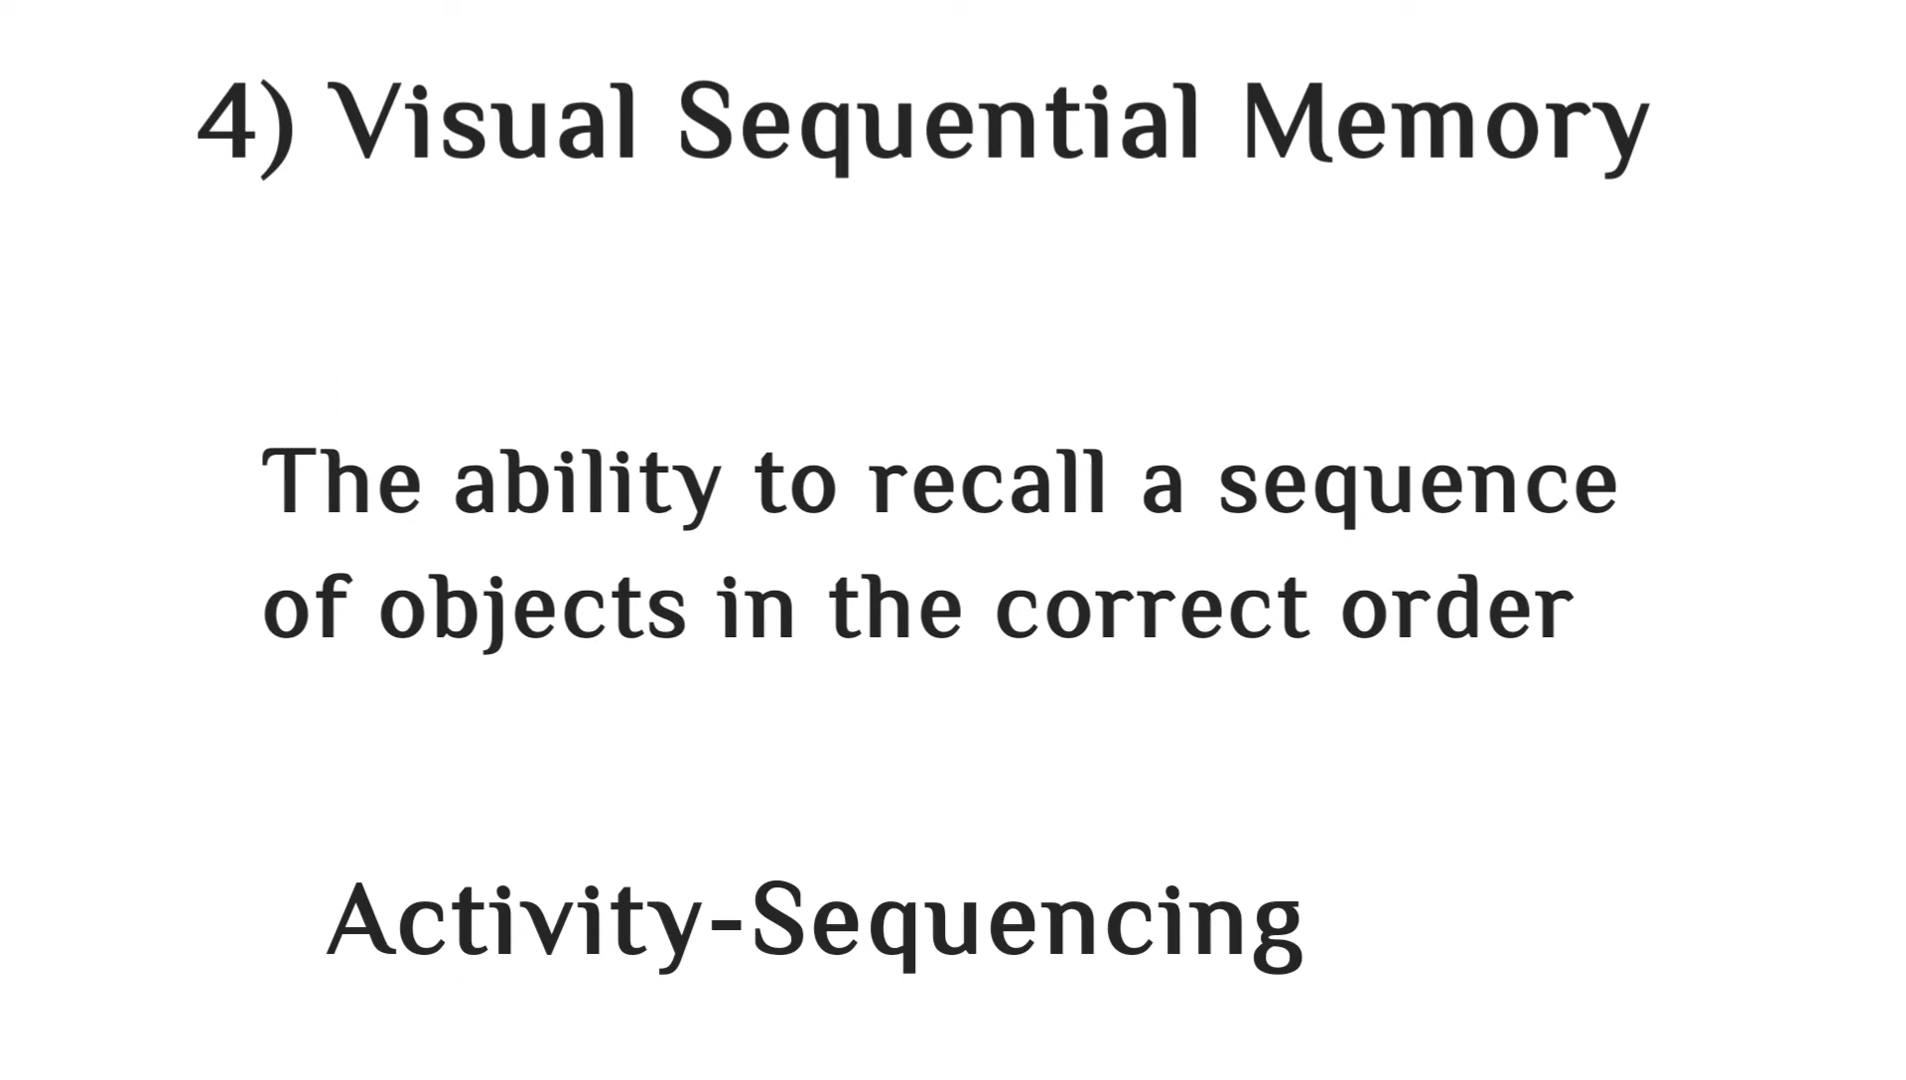 4) Visual Sequential Memory
The ability to recall a sequence
of objects in the correct order
Activity-Sequencing